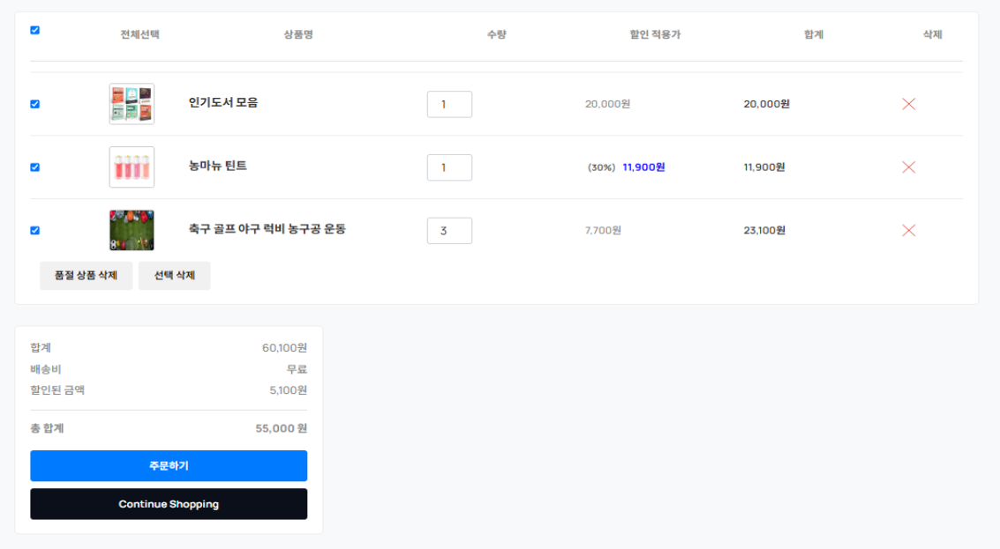 전체선택 상품명 수량 할인 적용가 합계 삭제
인기도서 모음 1 20,000원 20,000원
농마뉴 틴트 1 (30%) 11,900원 11,900원
축구 골프 야구 럭비 농구공 운동 3 7,700원 23,100원
품절 상품 삭제 선택 삭제
합계 60,100원
배송비 무료
할인된 금액 5,100원
총 합계 55,000 원
주문하기
Continue Shopping